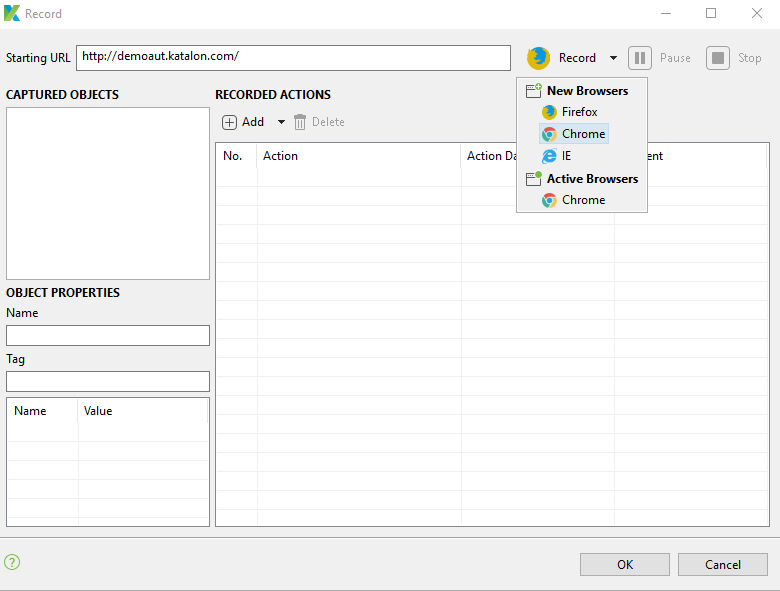 Record
Starting URL http://demoaut.katalon.com/ Record Pause Stop
CAPTURED OBJECTS
RECORDED ACTIONS
Add Delete
No. Action Action Da ent
New Browsers
Firefox
Chrome
IE
Active Browsers
Chrome
OBJECT PROPERTIES
Name
Tag
Name Value
?
OK Cancel